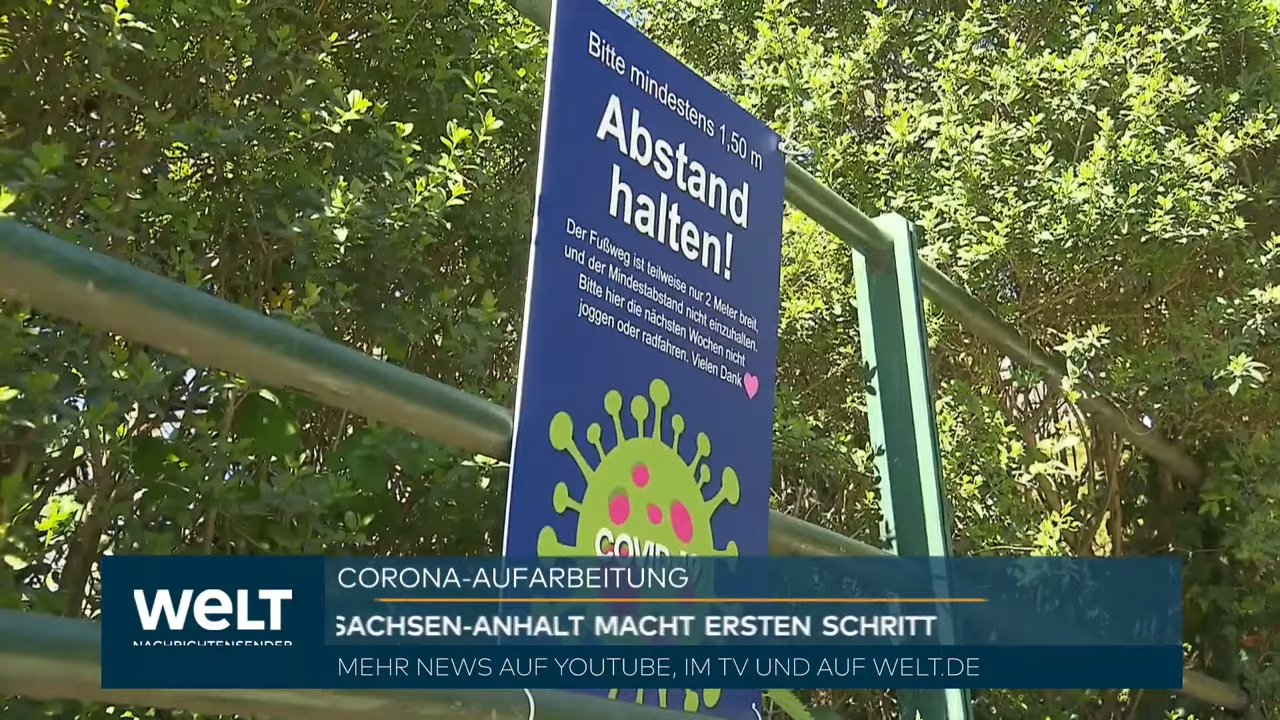 Bitte mindestens 1,50 m
Abstand
halten!
Der Fußweg ist teilweise nur 2 Meter breit,
und der Mindestabstand nicht einzuhalten.
Bitte hier die nächsten Wochen nicht
joggen oder radfahren. Vielen Dank
WELT
NACHRICHTENSENDER
CORONA-AUFARBEITUNG
SACHSEN-ANHALT MACHT ERSTEN SCHRITT
MEHR NEWS AUF YOUTUBE, IM TV UND AUF WELT.DE